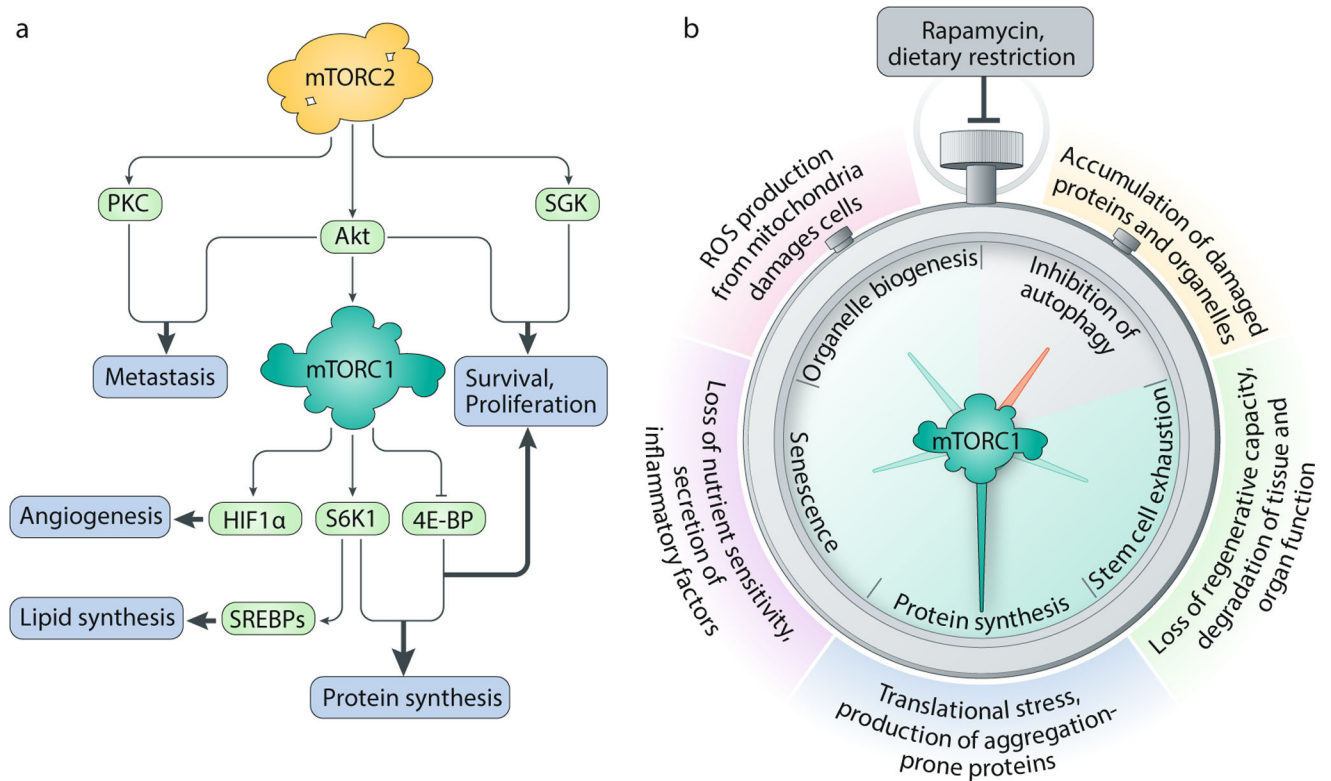 a
mTORC2
PKC
SGK
Akt
mTORC1
Metastasis
Survival,
Proliferation
Angiogenesis
HIF1α
S6K1
4E-BP
Lipid synthesis
SREBPs
Protein synthesis
b
Rapamycin,
dietary restriction
ROS production
from mitochondria
damages cells
Accumulation of damaged
proteins and organelles
Organelle biogenesis
Inhibition of
autophagy
mTORC1
Senescence
Stem cell exhaustion
Protein synthesis
Loss of nutrient sensitivity,
secretion of
inflammatory factors
Loss of regenerative capacity,
degradation of tissue and
organ function
Translational stress,
production of aggregation-
prone proteins